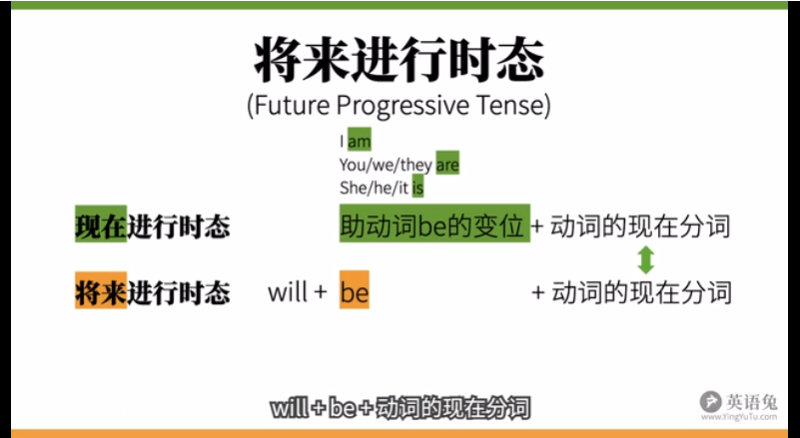 将来进行时态
(Future Progressive Tense)
I am
You/we/they are
She/he/it is
现在进行时态 助动词be的变位 + 动词的现在分词
将来进行时态 will + be + 动词的现在分词
will + be + 动词的现在分词
英语兔
www.YingYuTu.com